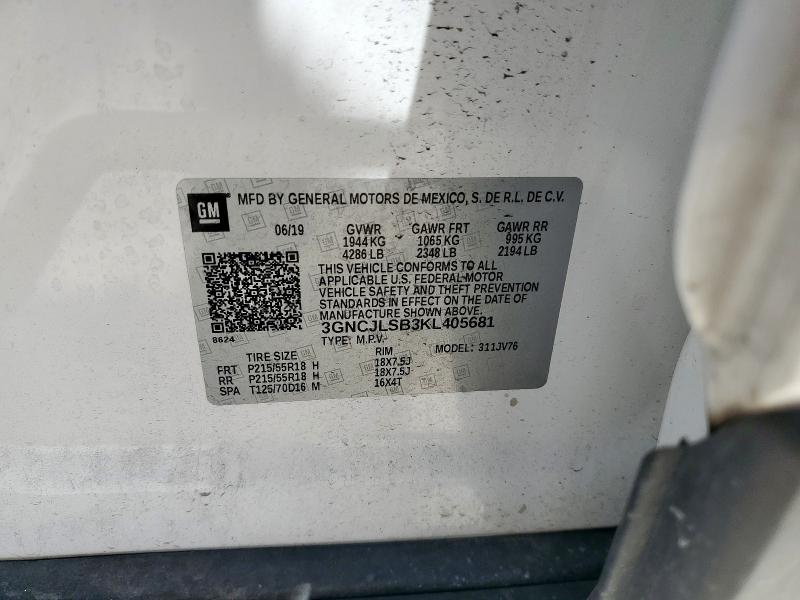 GM
MFD BY GENERAL MOTORS DE MEXICO, S. DE R.L. DE C.V.
06/19 GVWR GAWR FRT GAWR RR
1944 KG 1065 KG 995 KG
4286 LB 2348 LB 2194 LB
THIS VEHICLE CONFORMS TO ALL
APPLICABLE U.S. FEDERAL MOTOR
VEHICLE SAFETY AND THEFT PREVENTION
STANDARDS IN EFFECT ON THE DATE OF
MANUFACTURE SHOWN ABOVE.
3GNCJLSB3KL405681
8624
TYPE: M.P.V. MODEL: 311JV76
TIRE SIZE RIM
FRT P215/55R18 H 18X7.5J
RR P215/55R18 H 18X7.5J
SPA T125/70D16 M 16X4T